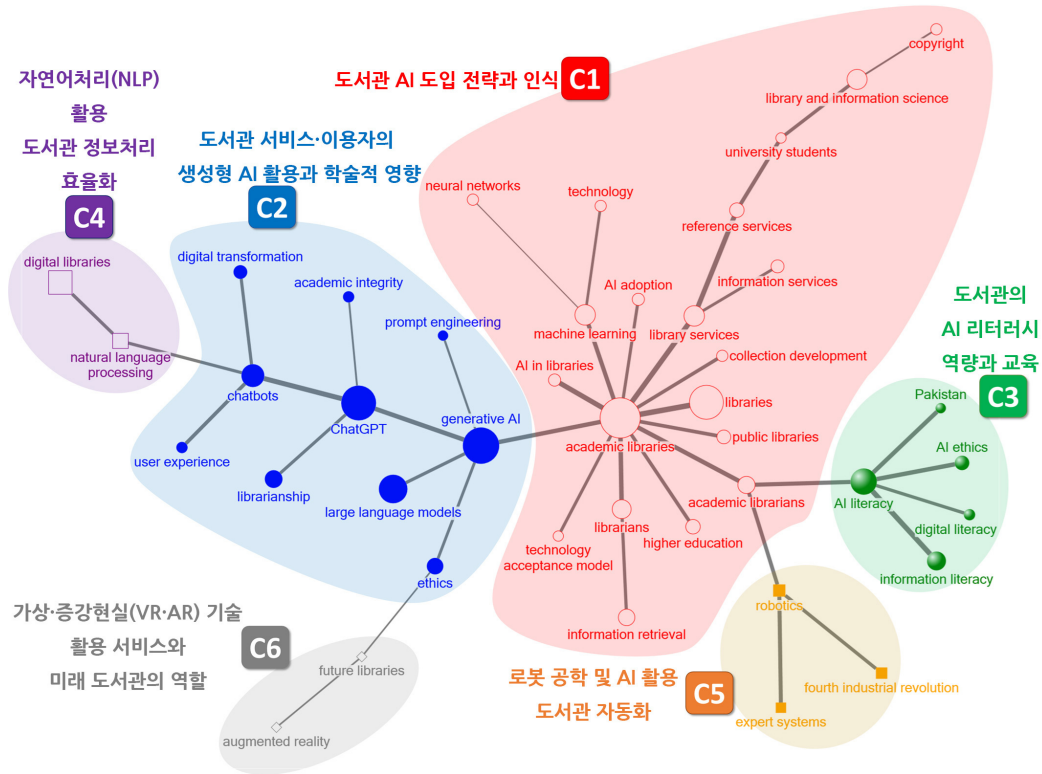 자연어처리(NLP)
활용
도서관 정보처리
효율화
C4
digital libraries
natural language
processing
도서관 서비스·이용자의
생성형 AI 활용과 학술적 영향
C2
digital transformation
academic integrity
prompt engineering
chatbots
ChatGPT
generative AI
user experience
librarianship
large language models
ethics
도서관 AI 도입 전략과 인식
C1
copyright
library and information science
university students
neural networks
technology
reference services
information services
AI adoption
machine learning
library services
AI in libraries
collection development
libraries
academic libraries
public libraries
academic librarians
librarians
higher education
technology
acceptance model
information retrieval
도서관의
AI 리터러시
역량과 교육
C3
Pakistan
AI ethics
AI literacy
digital literacy
information literacy
로봇 공학 및 AI 활용
도서관 자동화
C5
robotics
fourth industrial revolution
expert systems
가상·증강현실(VR·AR) 기술
활용 서비스와
미래 도서관의 역할
C6
future libraries
augmented reality